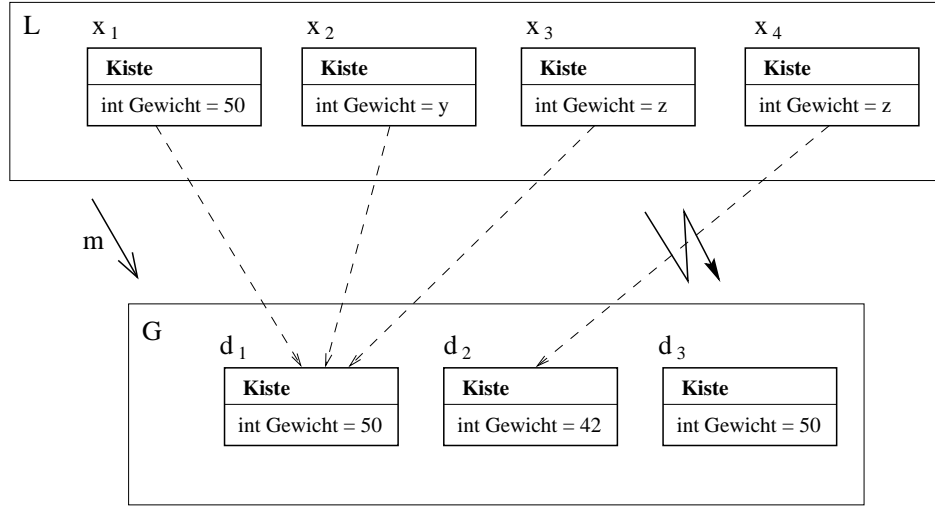 L
x 1
x 2
x 3
x 4
Kiste
Kiste
Kiste
Kiste
int Gewicht = 50
int Gewicht = y
int Gewicht = z
int Gewicht = z
m
G
d 1
d 2
d 3
Kiste
Kiste
Kiste
int Gewicht = 50
int Gewicht = 42
int Gewicht = 50